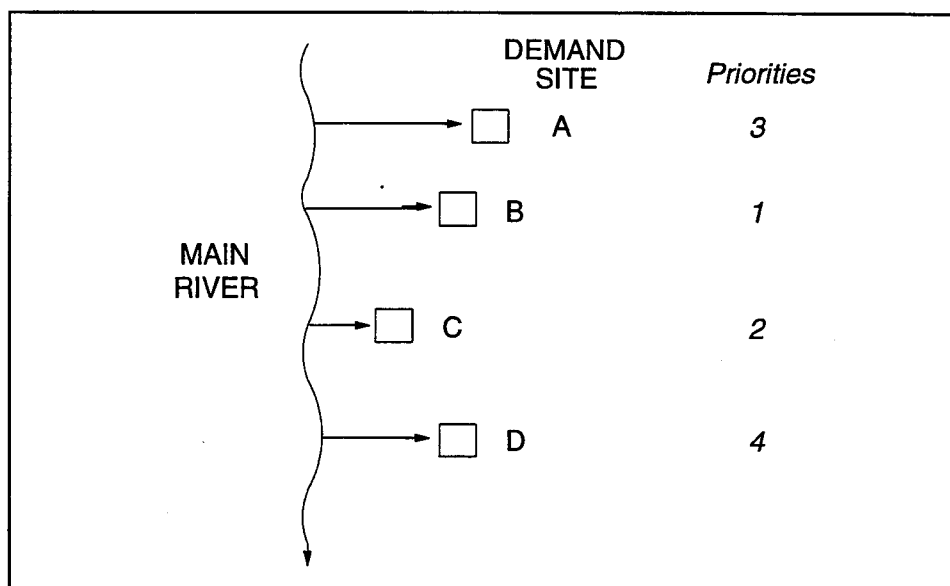 DEMAND
SITE
Priorities
A 3
B 1
MAIN
RIVER
C 2
D 4